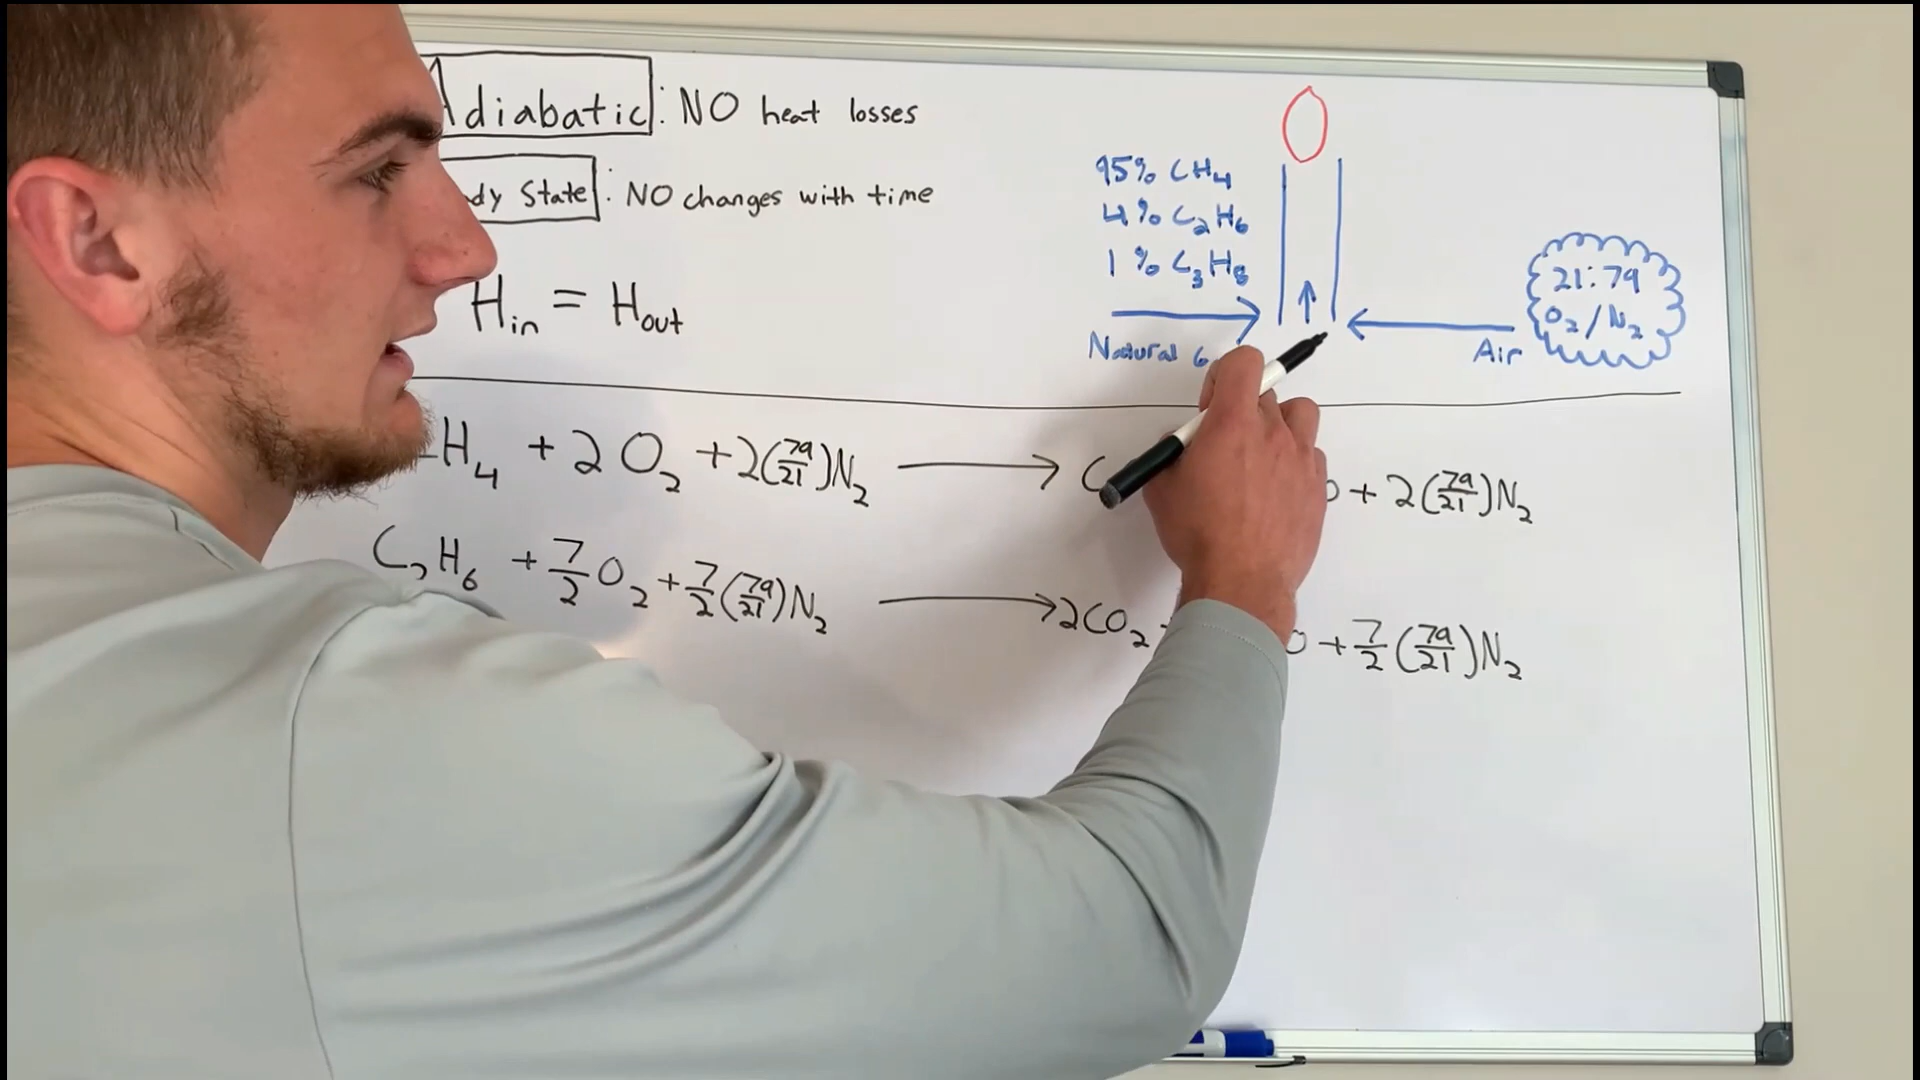 Adiabatic: NO heat losses
dy State: NO changes with time
Hin = Hout
95% CH4
4% C2H6
1% C3H8
Natural G
Air
21:79
O2/N2
H4 + 2O2 + 2(79/21)N2 → C + 2(79/21)N2
C2H6 + 7/2 O2 + 7/2(79/21)N2 → 2CO2 O + 7/2(79/21)N2